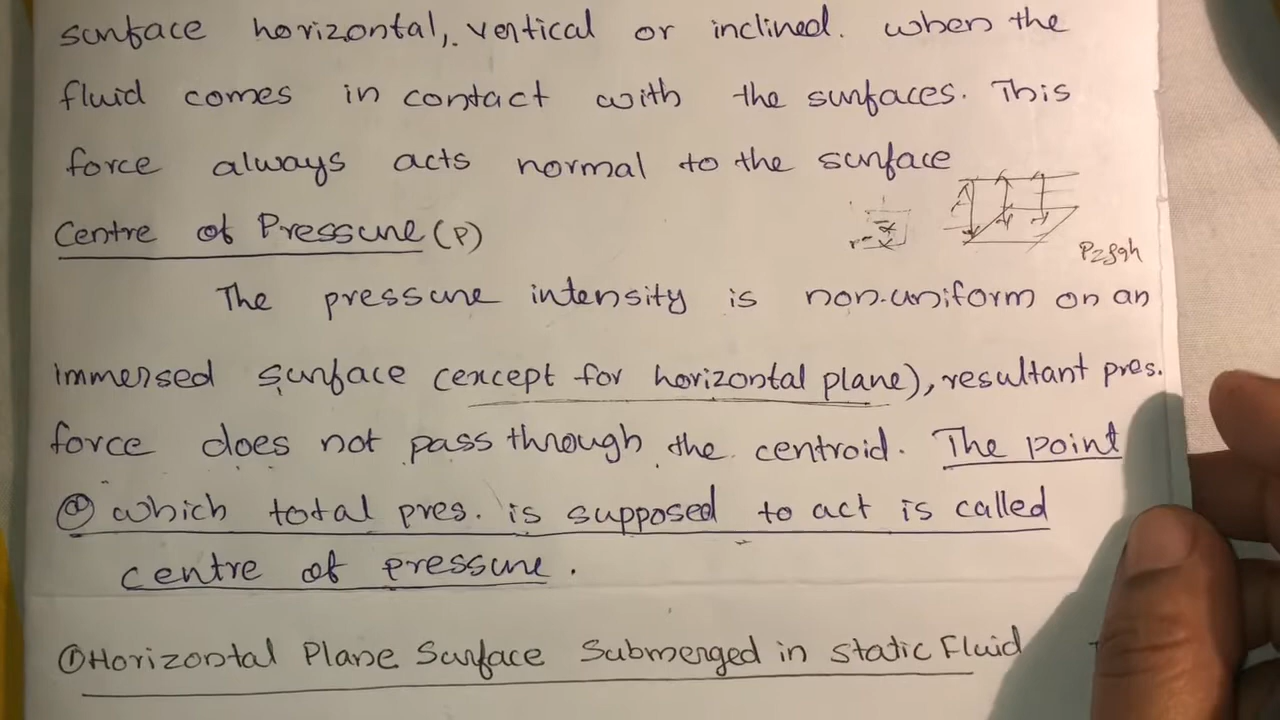 surface horizontal, vertical or inclined. when the
fluid comes in contact with the surfaces. This
force always acts normal to the surface
Centre of Pressure (P)
P=ρgh
The pressure intensity is non-uniform on an
immersed surface (except for horizontal plane), resultant pres.
force does not pass through the centroid. The point
@ which total pres. is supposed to act is called
centre of pressure.
① Horizontal Plane Surface Submerged in static Fluid